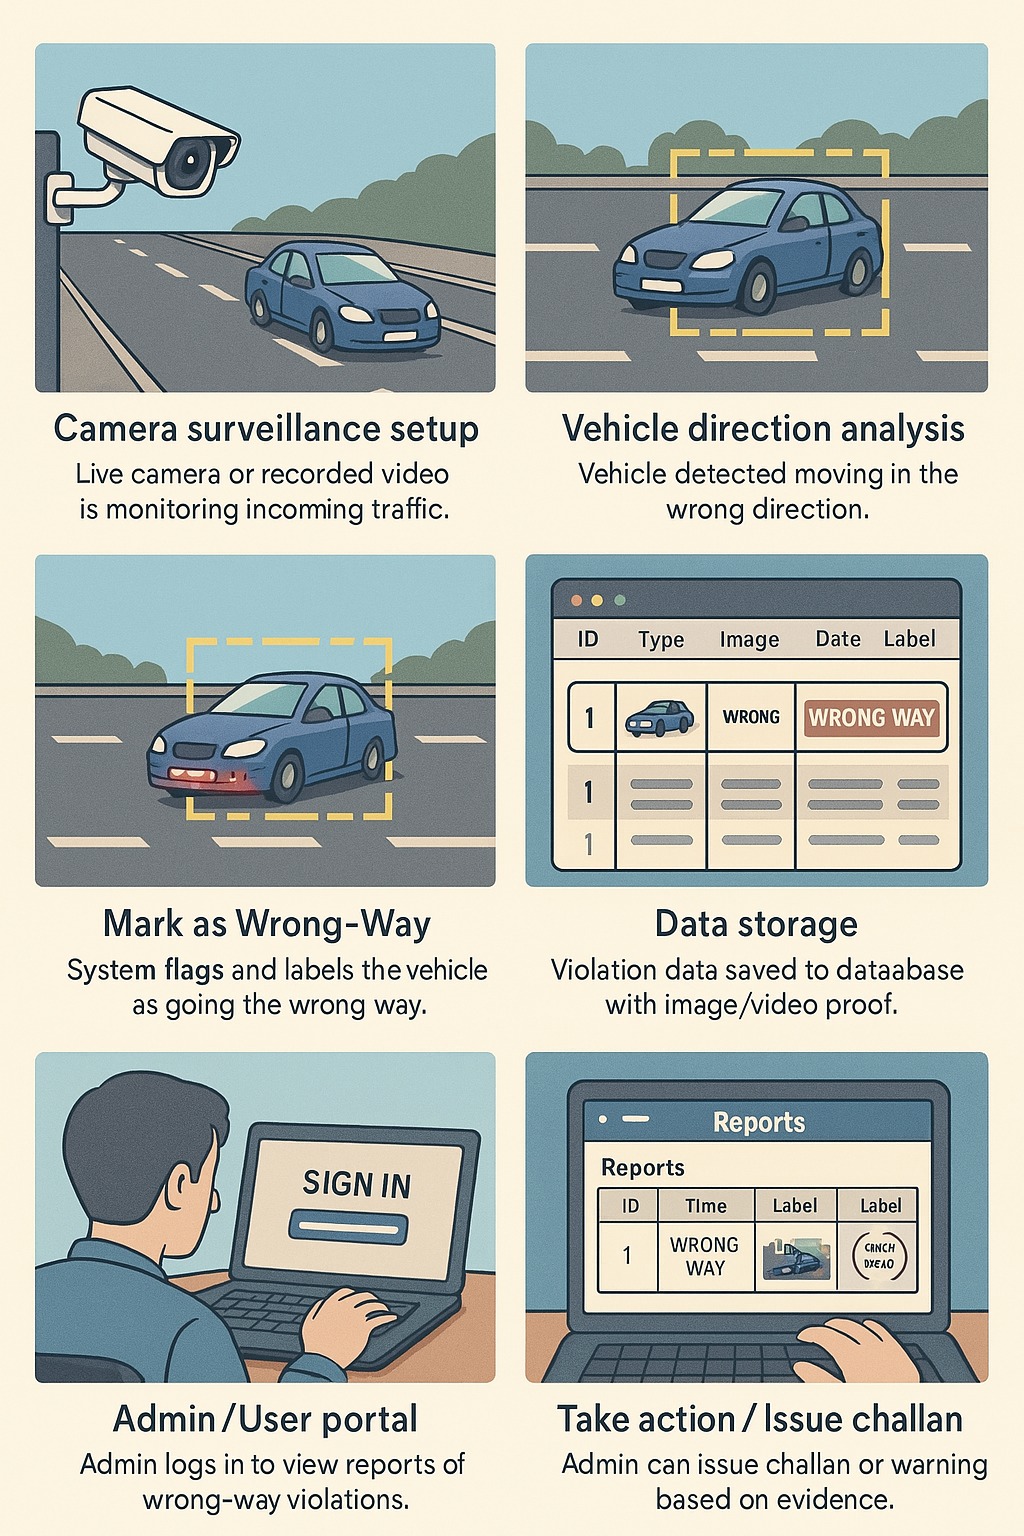 Camera surveillance setup
Live camera or recorded video
is monitoring incoming traffic.
Vehicle direction analysis
Vehicle detected moving in the
wrong direction.
Mark as Wrong-Way
System flags and labels the vehicle
as going the wrong way.
ID Type Image Date Label
1 WRONG WRONG WAY
1
1
Data storage
Violation data saved to dataabase
with image/video proof.
SIGN IN
Admin/User portal
Admin logs in to view reports of
wrong-way violations.
Reports
Reports
ID TIme Label Label
1 WRONG
WAY
CRNCH
DXEAO
Take action / Issue challan
Admin can issue challan or warning
based on evidence.